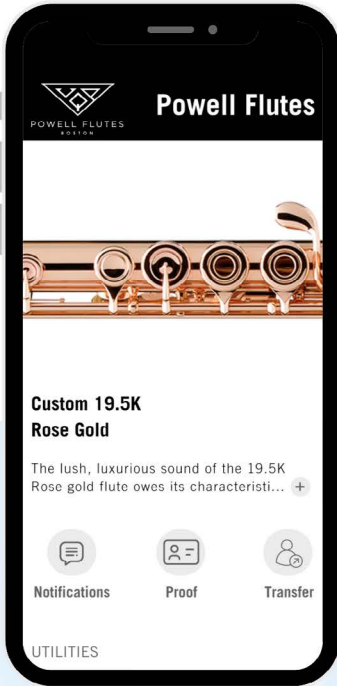 POWELL FLUTES
BOSTON
Powell Flutes
Custom 19.5K
Rose Gold
The lush, luxurious sound of the 19.5K
Rose gold flute owes its characteristi... +
Notifications
Proof
Transfer
UTILITIES